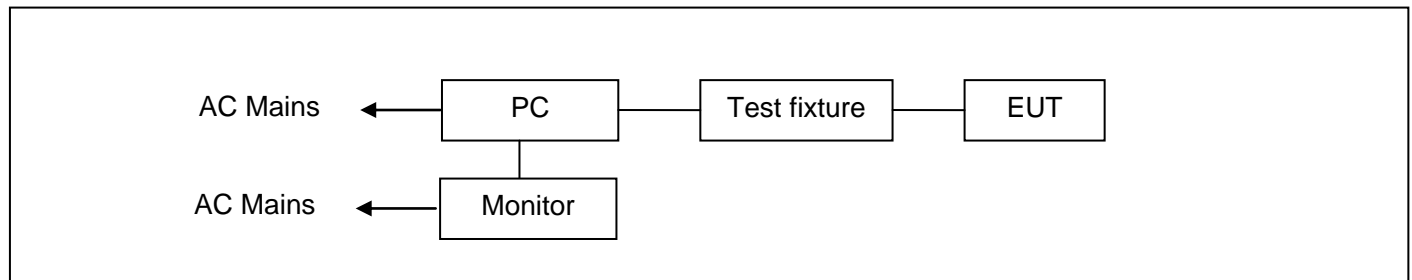 AC Mains
PC
Test fixture
EUT
AC Mains
Monitor